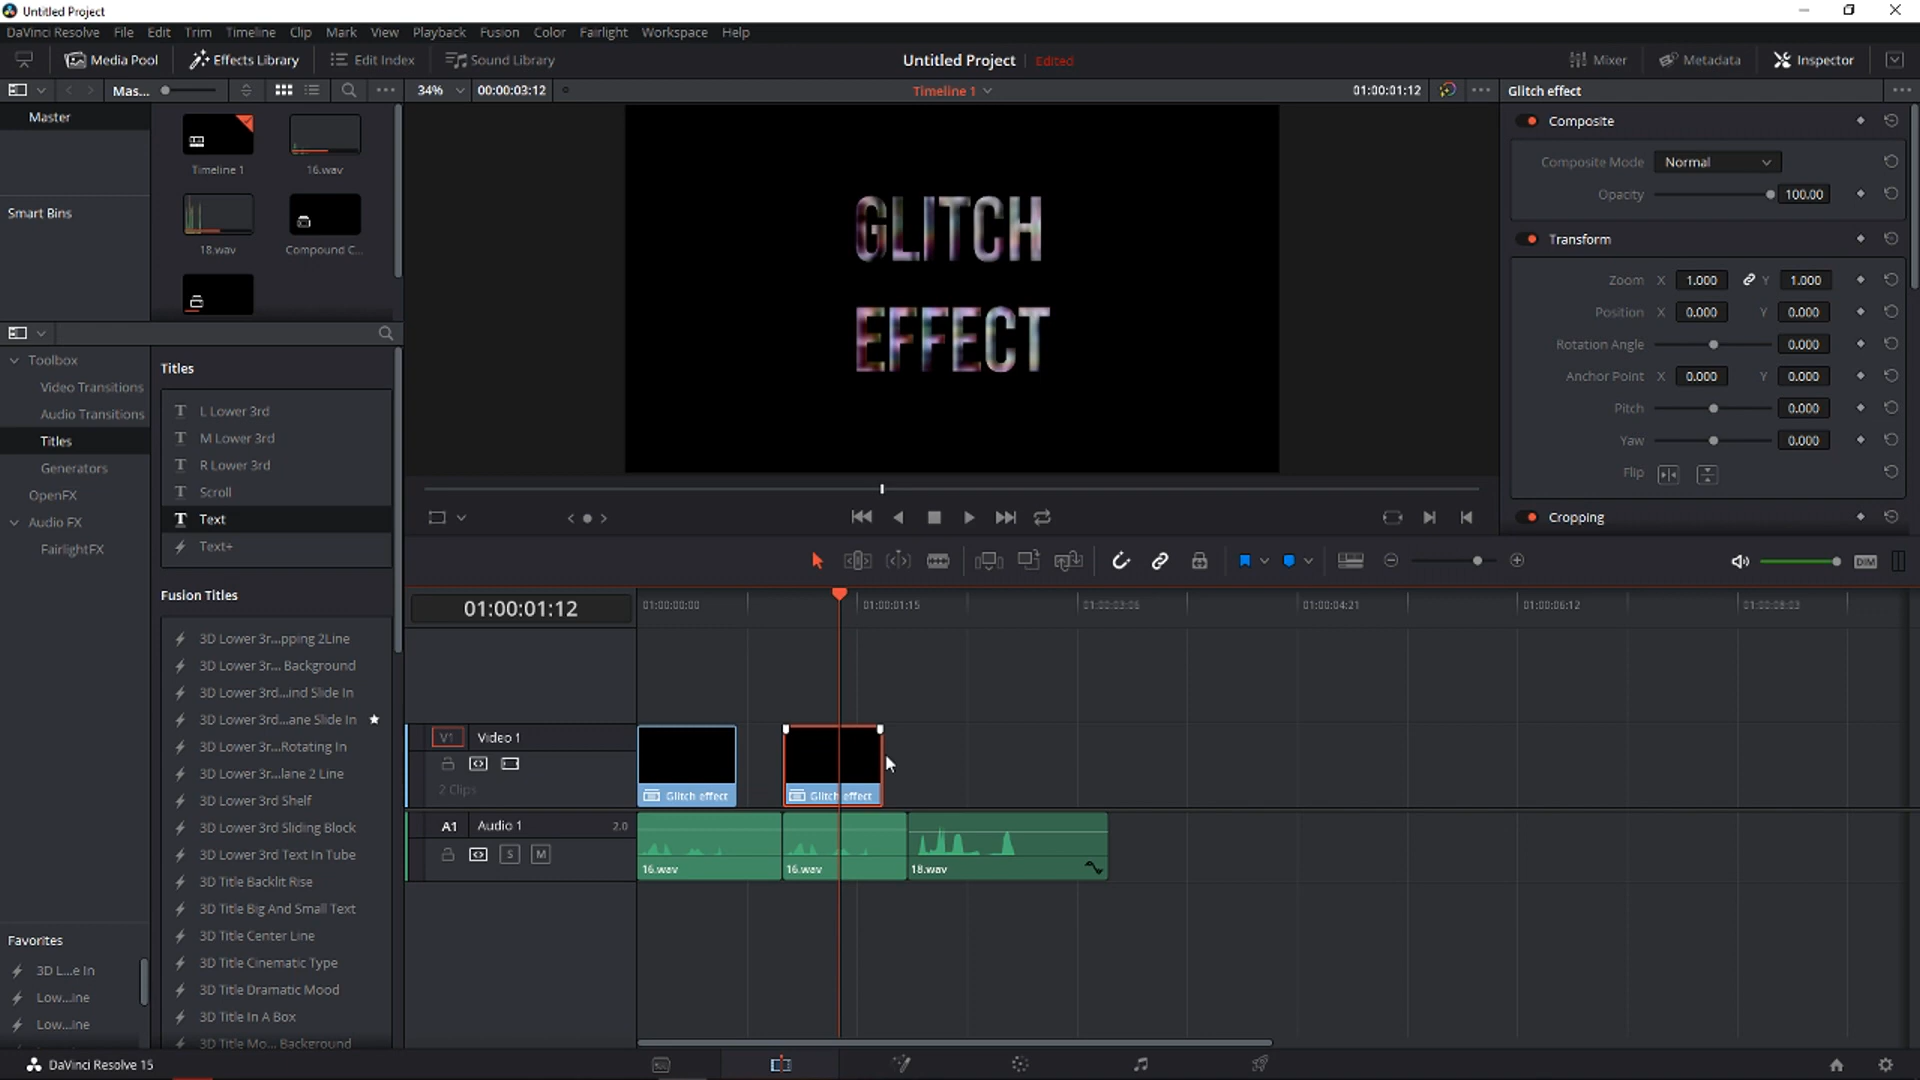 Untitled Project
DaVinci Resolve File Edit Trim Timeline Clip Mark View Playback Fusion Color Fairlight Workspace Help
Media Pool Effects Library Edit Index Sound Library Untitled Project Edited Mixer Metadata Inspector
Mas... 34% 00:00:03:12 Timeline 1 01:00:01:12 Glitch effect
Master
Timeline 1 16.wav
Smart Bins
18.wav Compound C...
GLITCH
EFFECT
Composite
Composite Mode Normal
Opacity 100.00
Transform
Zoom X 1.000 Y 1.000
Position X 0.000 Y 0.000
Rotation Angle 0.000
Anchor Point X 0.000 Y 0.000
Pitch 0.000
Yaw 0.000
Flip
Cropping
Toolbox
Video Transitions
Audio Transitions
Titles
Generators
OpenFX
Audio FX
FairlightFX
Titles
L Lower 3rd
M Lower 3rd
R Lower 3rd
Scroll
Text
Text+
Fusion Titles
3D Lower 3r...pping 2Line
3D Lower 3r... Background
3D Lower 3rd...ind Slide In
3D Lower 3rd...ane Slide In
3D Lower 3r...Rotating In
3D Lower 3r...lane 2 Line
3D Lower 3rd Shelf
3D Lower 3rd Sliding Block
3D Lower 3rd Text In Tube
3D Title Backlit Rise
3D Title Big And Small Text
3D Title Center Line
3D Title Cinematic Type
3D Title Dramatic Mood
3D Title In A Box
3D Title Mo... Background
Favorites
3D L...e In
Low...ine
Low...ine
DIM
01:00:01:12 01:00:00:00 01:00:01:15 01:00:03:06 01:00:04:21 01:00:06:12 01:00:08:03
V1 Video 1
2 Clips
Glitch effect Glitch effect
A1 Audio 1 2.0
S M
16.wav 16.wav 18.wav
DaVinci Resolve 15